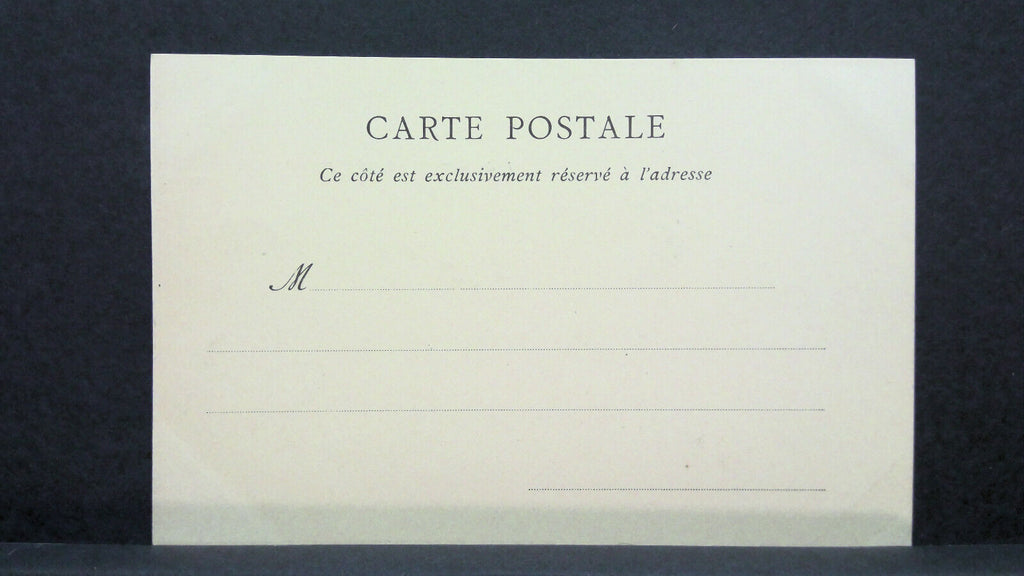 CARTE POSTALE
Ce côté est exclusivement réservé à l'adresse
M